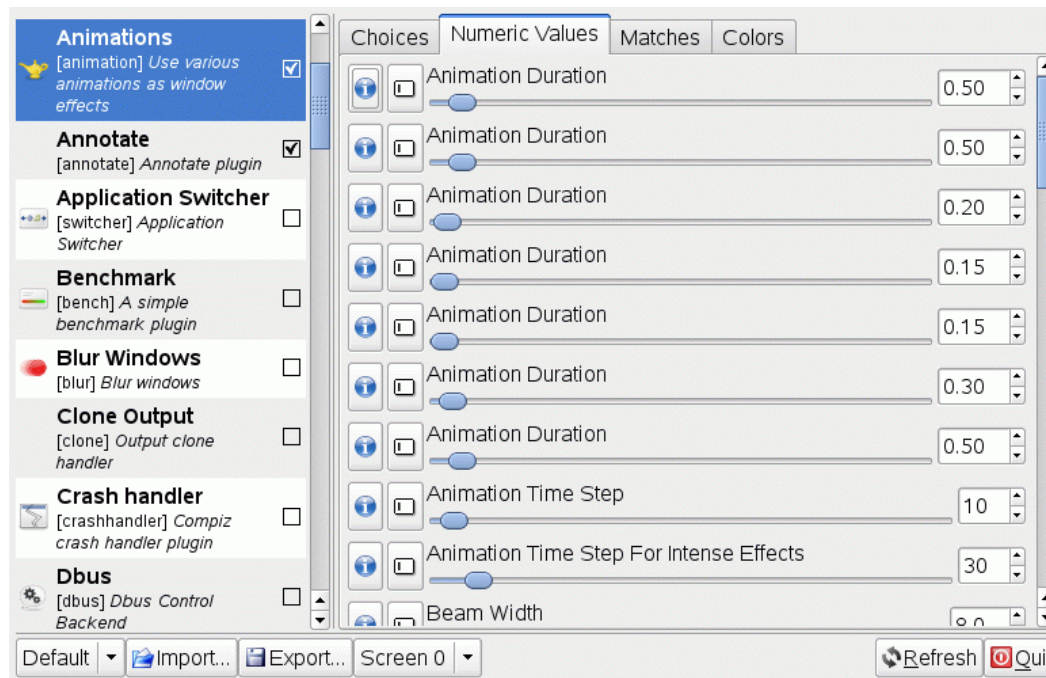 Animations
[animation] Use various
animations as window
effects
Annotate
[annotate] Annotate plugin
Application Switcher
[switcher] Application
Switcher
Benchmark
[bench] A simple
benchmark plugin
Blur Windows
[blur] Blur windows
Clone Output
[clone] Output clone
handler
Crash handler
[crashhandler] Compiz
crash handler plugin
Dbus
[dbus] Dbus Control
Backend
Choices Numeric Values Matches Colors
Animation Duration
0.50
Animation Duration
0.50
Animation Duration
0.20
Animation Duration
0.15
Animation Duration
0.15
Animation Duration
0.30
Animation Duration
0.50
Animation Time Step
10
Animation Time Step For Intense Effects
30
Beam Width
Default Import... Export... Screen 0 Refresh Qui